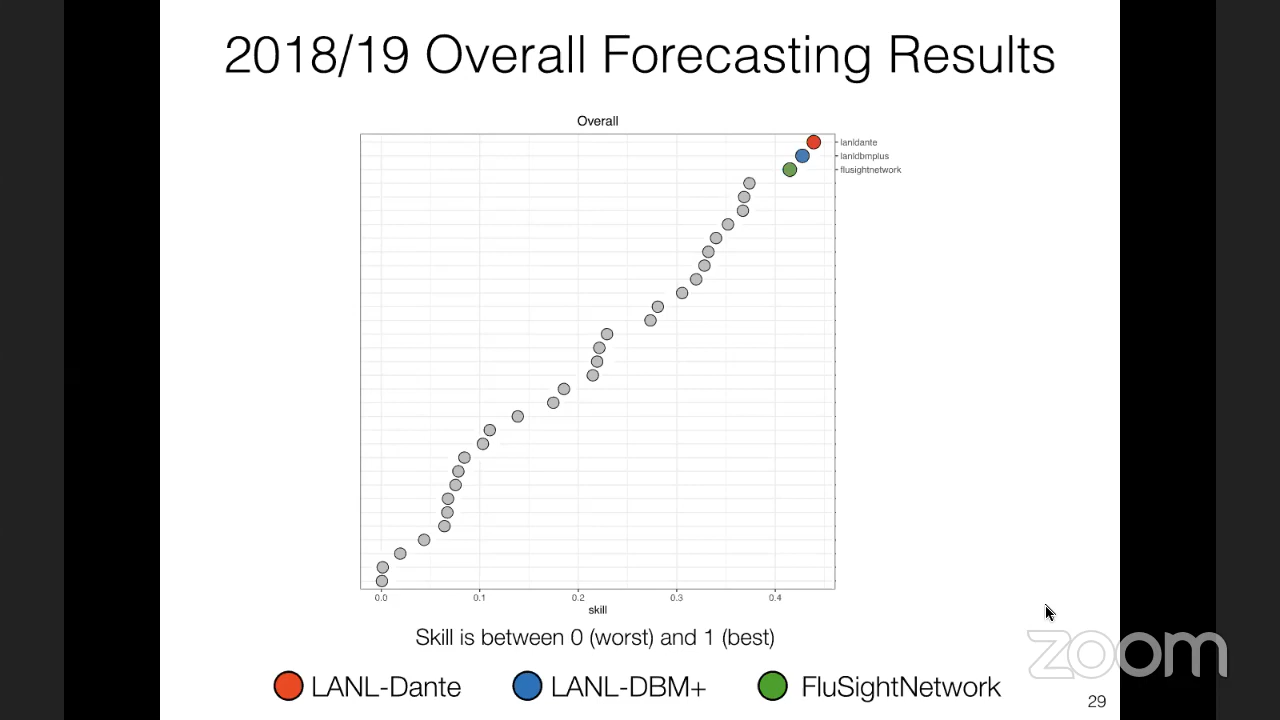 2018/19 Overall Forecasting Results
Overall
lanldante
lanldbmplus
flusightnetwork
0.0 0.1 0.2 0.3 0.4
skill
Skill is between 0 (worst) and 1 (best)
LANL-Dante LANL-DBM+ FluSightNetwork
zoom
29